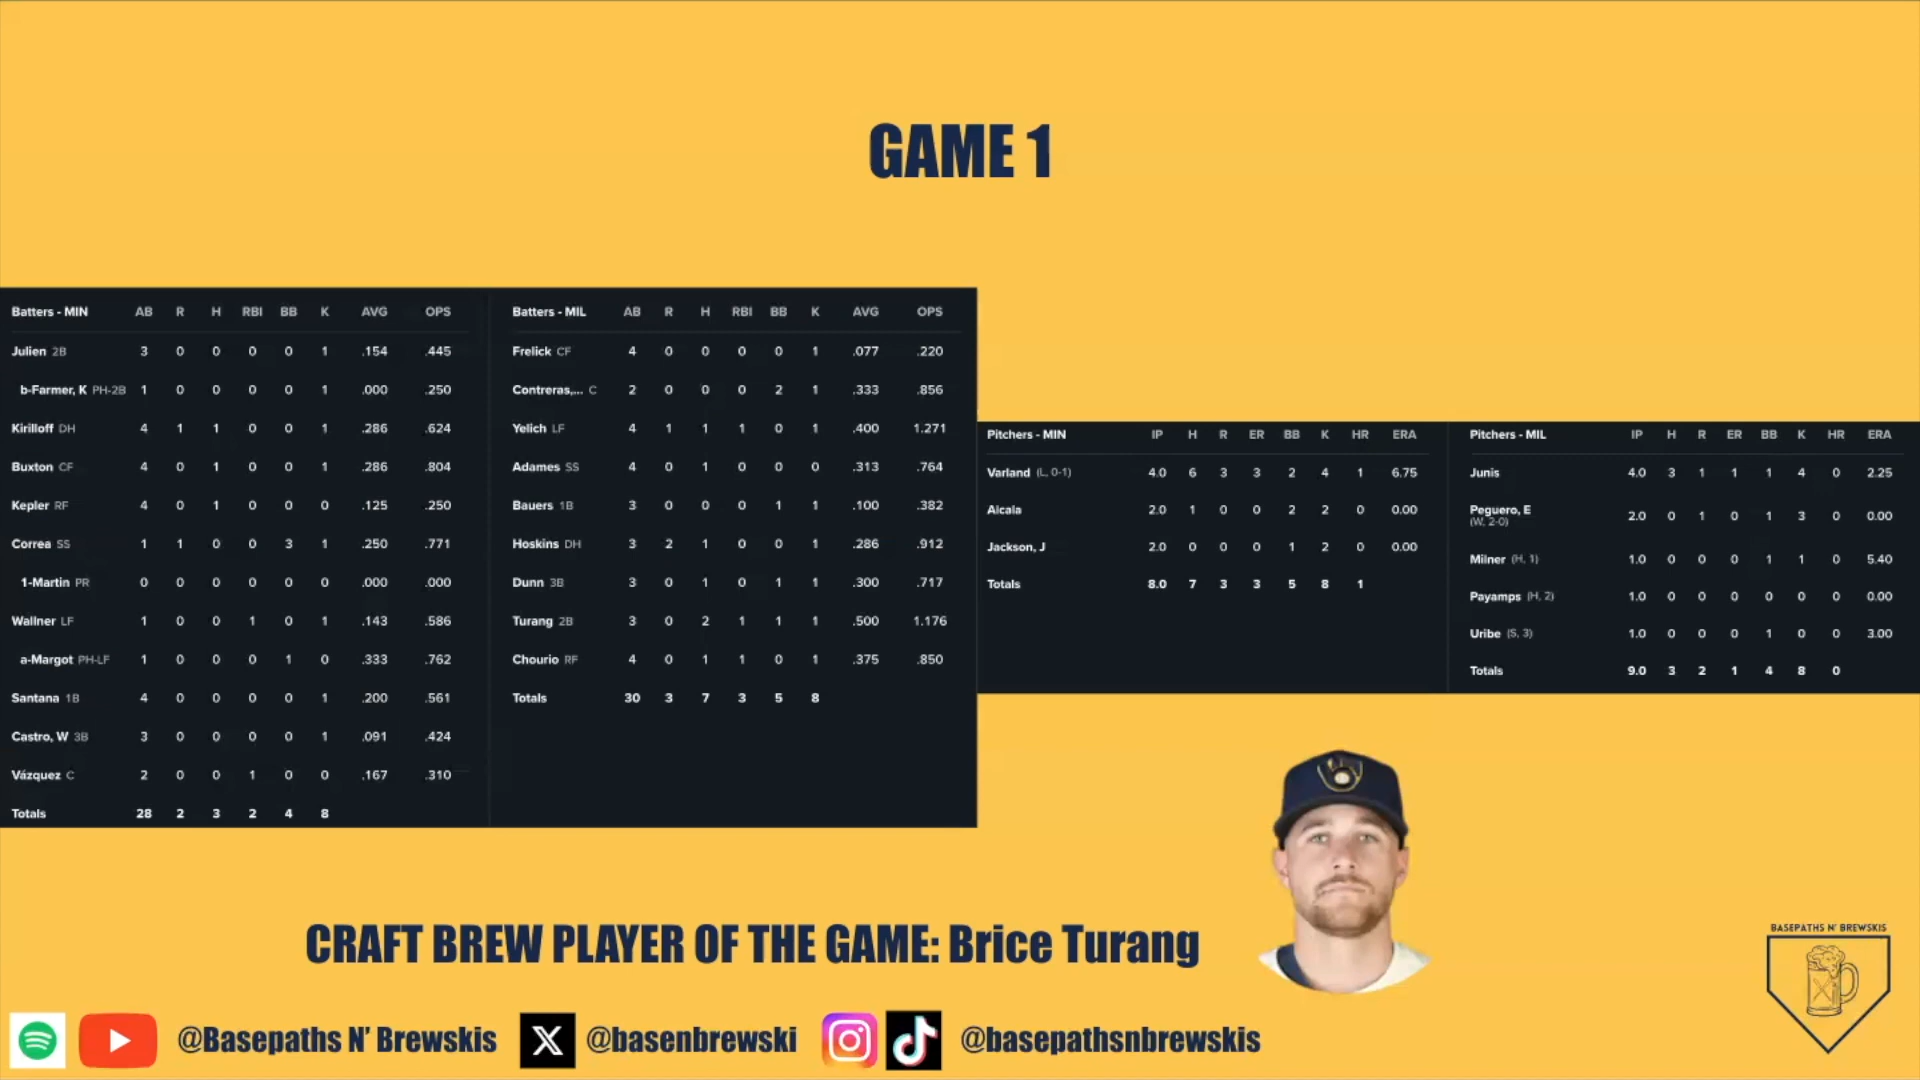 GAME 1
Batters - MIN AB R H RBI BB K AVG OPS
Julien 2B 3 0 0 0 0 1 .154 .445
b-Farmer, K PH-2B 1 0 0 0 0 1 .000 .250
Kirilloff DH 4 1 1 0 0 1 .286 .624
Buxton CF 4 0 1 0 0 1 .286 .804
Kepler RF 4 0 1 0 0 0 .125 .250
Correa SS 1 1 0 0 3 1 .250 .771
1-Martin PR 0 0 0 0 0 0 .000 .000
Wallner LF 1 0 0 1 0 1 .143 .586
a-Margot PH-LF 1 0 0 0 1 0 .333 .762
Santana 1B 4 0 0 0 0 1 .200 .561
Castro, W 3B 3 0 0 0 0 1 .091 .424
Vázquez C 2 0 0 1 0 0 .167 .310
Totals 28 2 3 2 4 8
Batters - MIL AB R H RBI BB K AVG OPS
Frelick CF 4 0 0 0 0 1 .077 .220
Contreras,... C 2 0 0 0 2 1 .333 .856
Yelich LF 4 1 1 1 0 1 .400 1.271
Adames SS 4 0 1 0 0 0 .313 .764
Bauers 1B 3 0 0 0 1 1 .100 .382
Hoskins DH 3 2 1 0 0 1 .286 .912
Dunn 3B 3 0 1 0 1 1 .300 .717
Turang 2B 3 0 2 1 1 1 .500 1.176
Chourio RF 4 0 1 1 0 1 .375 .850
Totals 30 3 7 3 5 8
Pitchers - MIN IP H R ER BB K HR ERA
Varland (L, 0-1) 4.0 6 3 3 2 4 1 6.75
Alcala 2.0 1 0 0 2 2 0 0.00
Jackson, J 2.0 0 0 0 1 2 0 0.00
Totals 8.0 7 3 3 5 8 1
Pitchers - MIL IP H R ER BB K HR ERA
Junis 4.0 3 1 1 1 4 0 2.25
Peguero, E 2.0 0 1 0 1 3 0 0.00
(W, 2-0)
Milner (H, 1) 1.0 0 0 0 1 1 0 5.40
Payamps (H, 2) 1.0 0 0 0 0 0 0 0.00
Uribe (S, 3) 1.0 0 0 0 1 0 0 3.00
Totals 9.0 3 2 1 4 8 0
CRAFT BREW PLAYER OF THE GAME: Brice Turang
BASEPATHS N' BREWSKIS
@Basepaths N' Brewskis @basenbrewski @basepathsnbrewskis